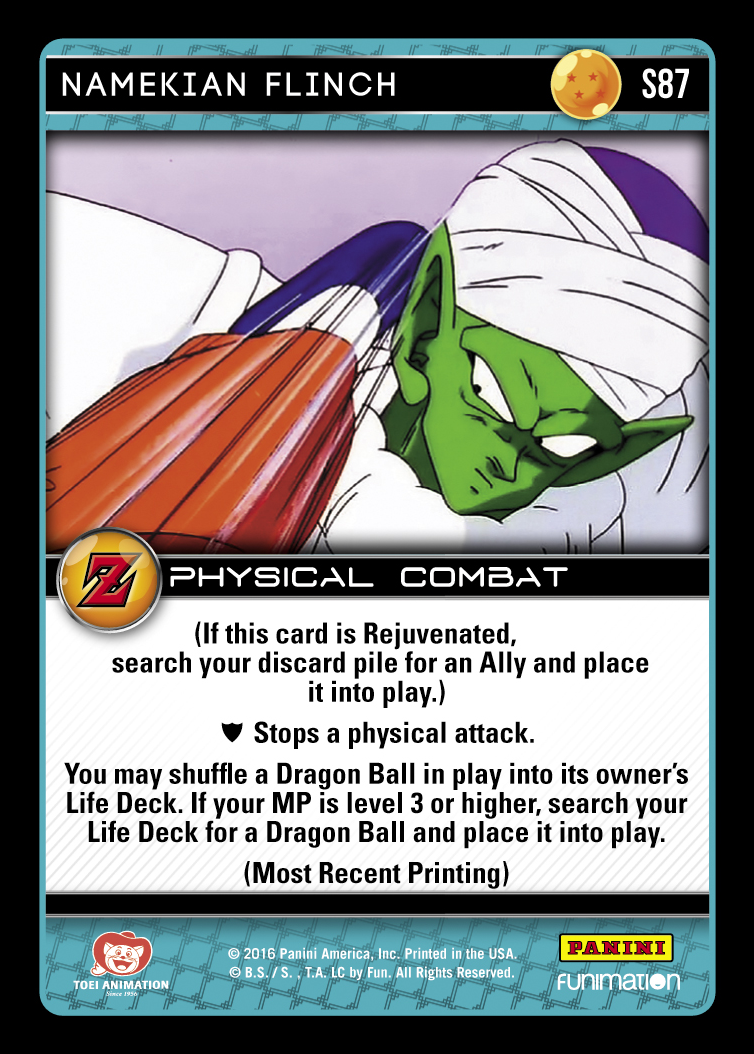 NAMEKIAN FLINCH
S87
Z PHYSICAL COMBAT
(If this card is Rejuvenated,
search your discard pile for an Ally and place
it into play.)
Stops a physical attack.
You may shuffle a Dragon Ball in play into its owner's
Life Deck. If your MP is level 3 or higher, search your
Life Deck for a Dragon Ball and place it into play.
(Most Recent Printing)
TOEI ANIMATION
Since 1956
© 2016 Panini America, Inc. Printed in the USA.
© B.S. / S. , T.A. LC by Fun. All Rights Reserved.
PANINI
FUNIMATION